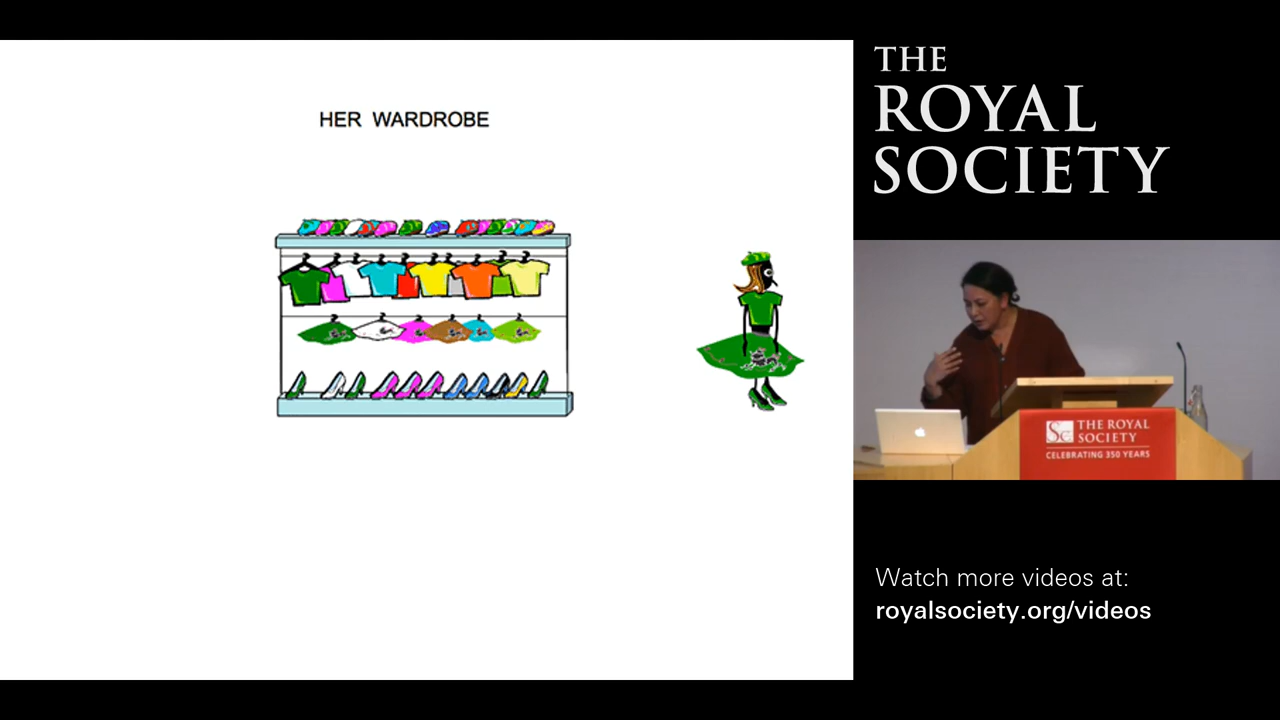 HER WARDROBE
THE
ROYAL
SOCIETY
THE ROYAL
SOCIETY
CELEBRATING 350 YEARS
Watch more videos at:
royalsociety.org/videos